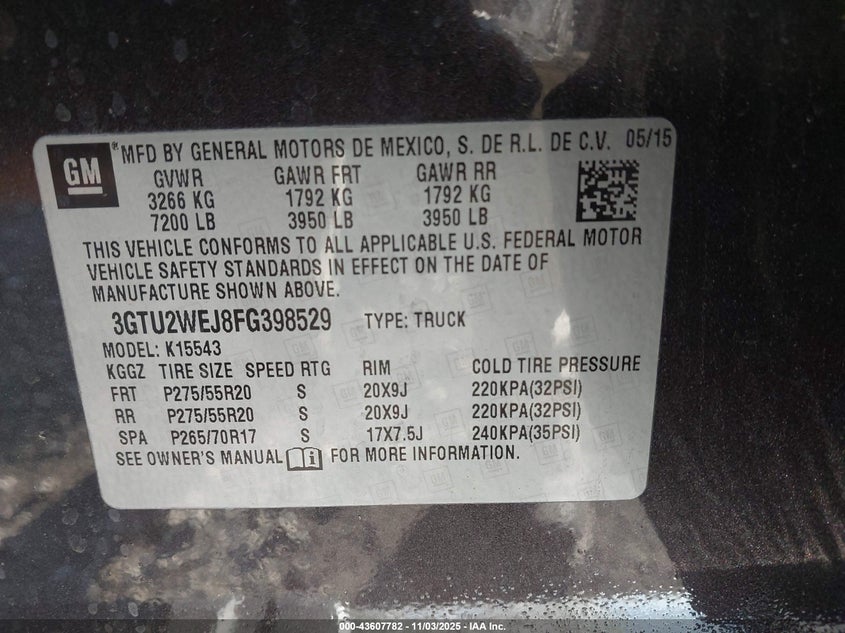 GM
® MFD BY GENERAL MOTORS DE MEXICO, S. DE R.L. DE C.V. 05/15
GVWR GAWR FRT GAWR RR
3266 KG 1792 KG 1792 KG
7200 LB 3950 LB 3950 LB
THIS VEHICLE CONFORMS TO ALL APPLICABLE U.S. FEDERAL MOTOR
VEHICLE SAFETY STANDARDS IN EFFECT ON THE DATE OF
MANUFACTURE SHOWN ABOVE.
3GTU2WEJ8FG398529 TYPE: TRUCK
MODEL: K15543
KGGZ TIRE SIZE SPEED RTG RIM COLD TIRE PRESSURE
FRT P275/55R20 S 20X9J 220KPA(32PSI)
RR P275/55R20 S 20X9J 220KPA(32PSI)
SPA P265/70R17 S 17X7.5J 240KPA(35PSI)
SEE OWNER'S MANUAL i FOR MORE INFORMATION.
000-43607782 - 11/03/2025 - IAA Inc.